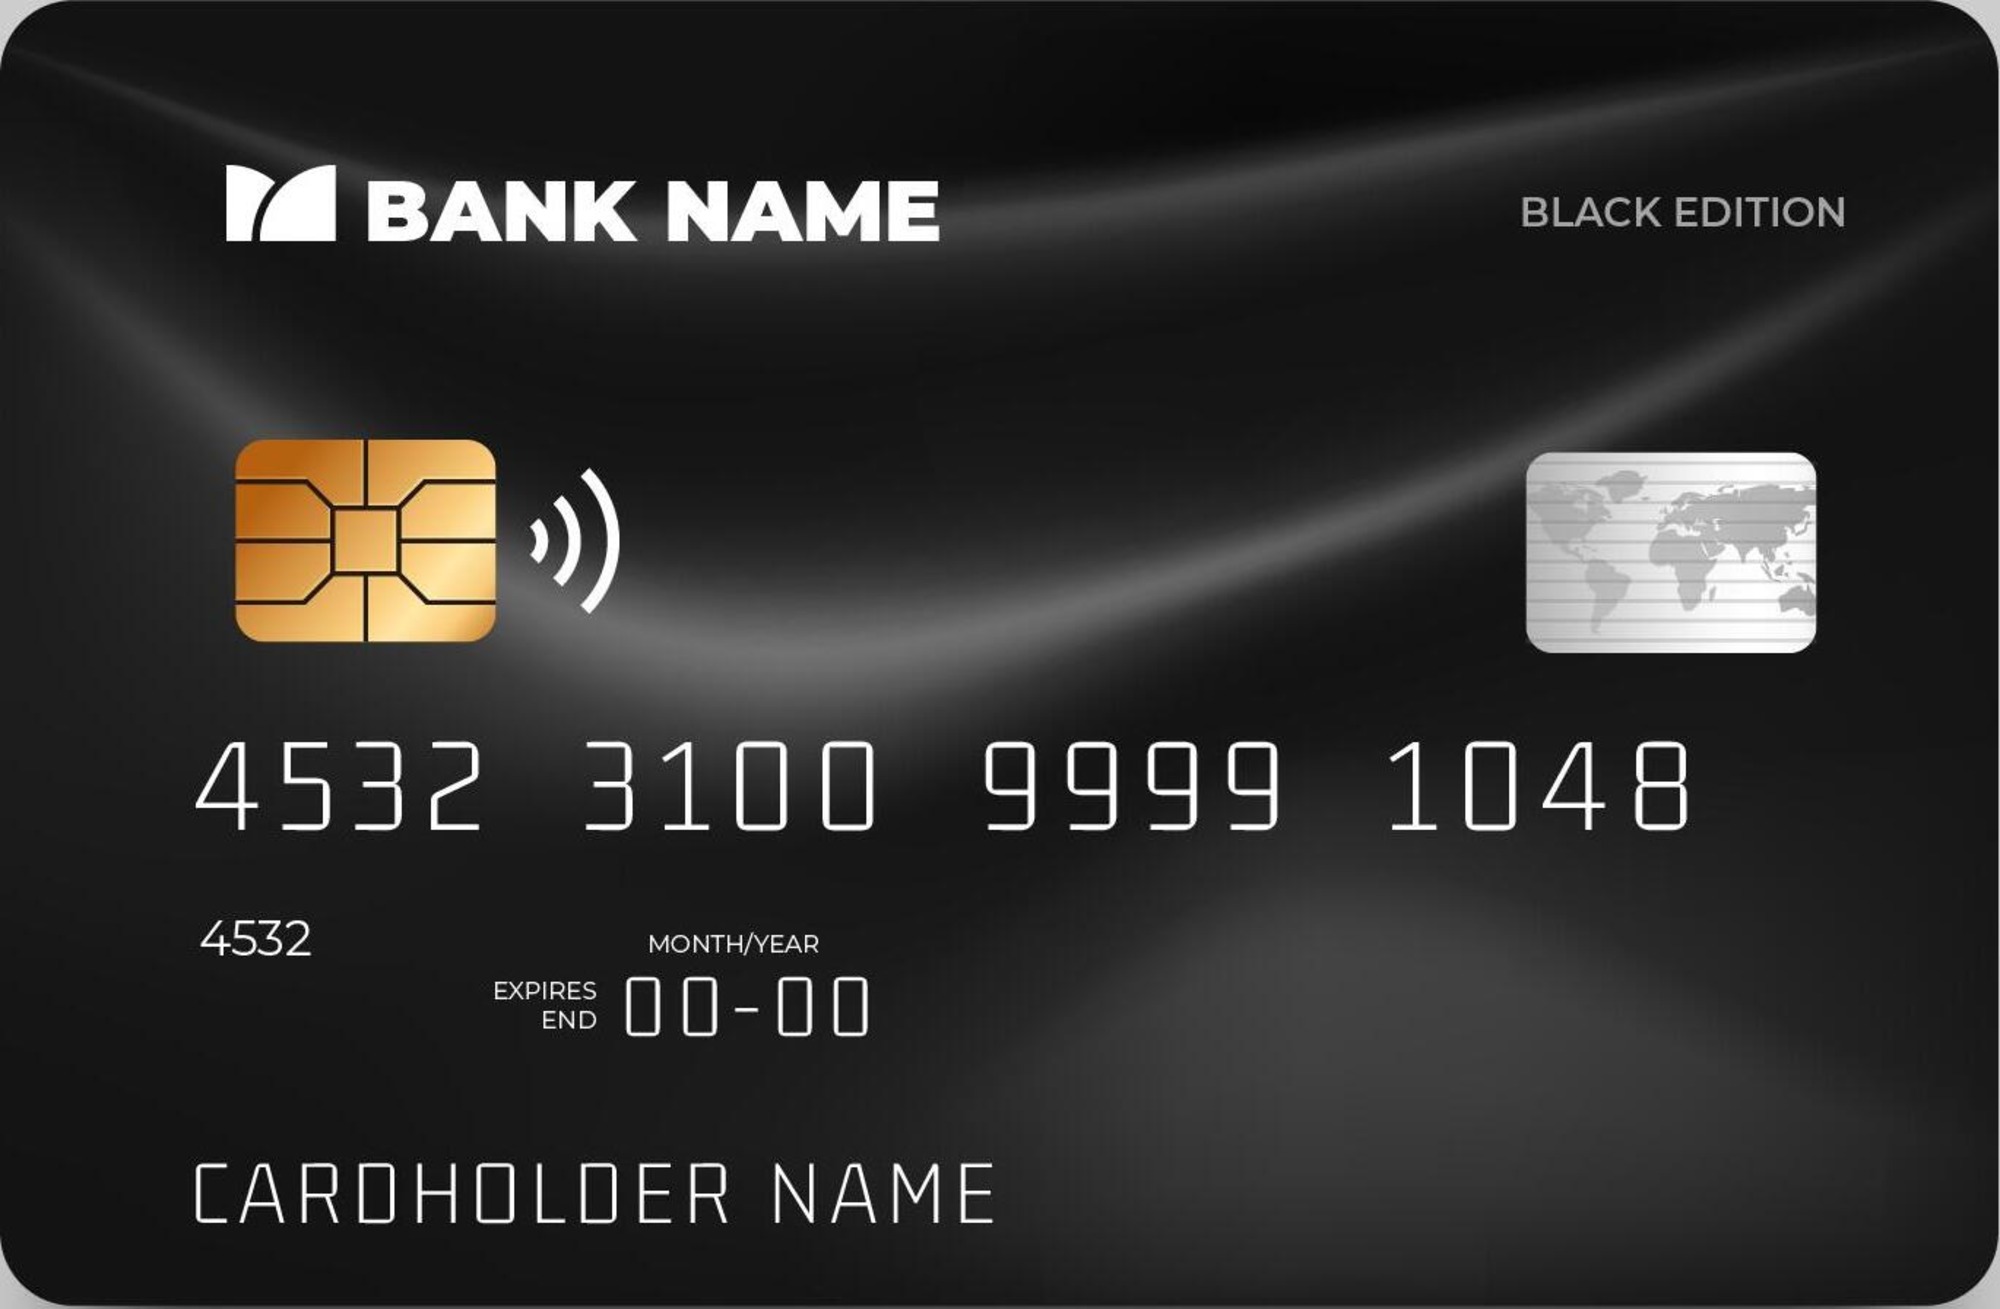 BANK NAME
BLACK EDITION
4532 3100 9999 1048
4532
MONTH/YEAR
EXPIRES
END
00-00
CARDHOLDER NAME